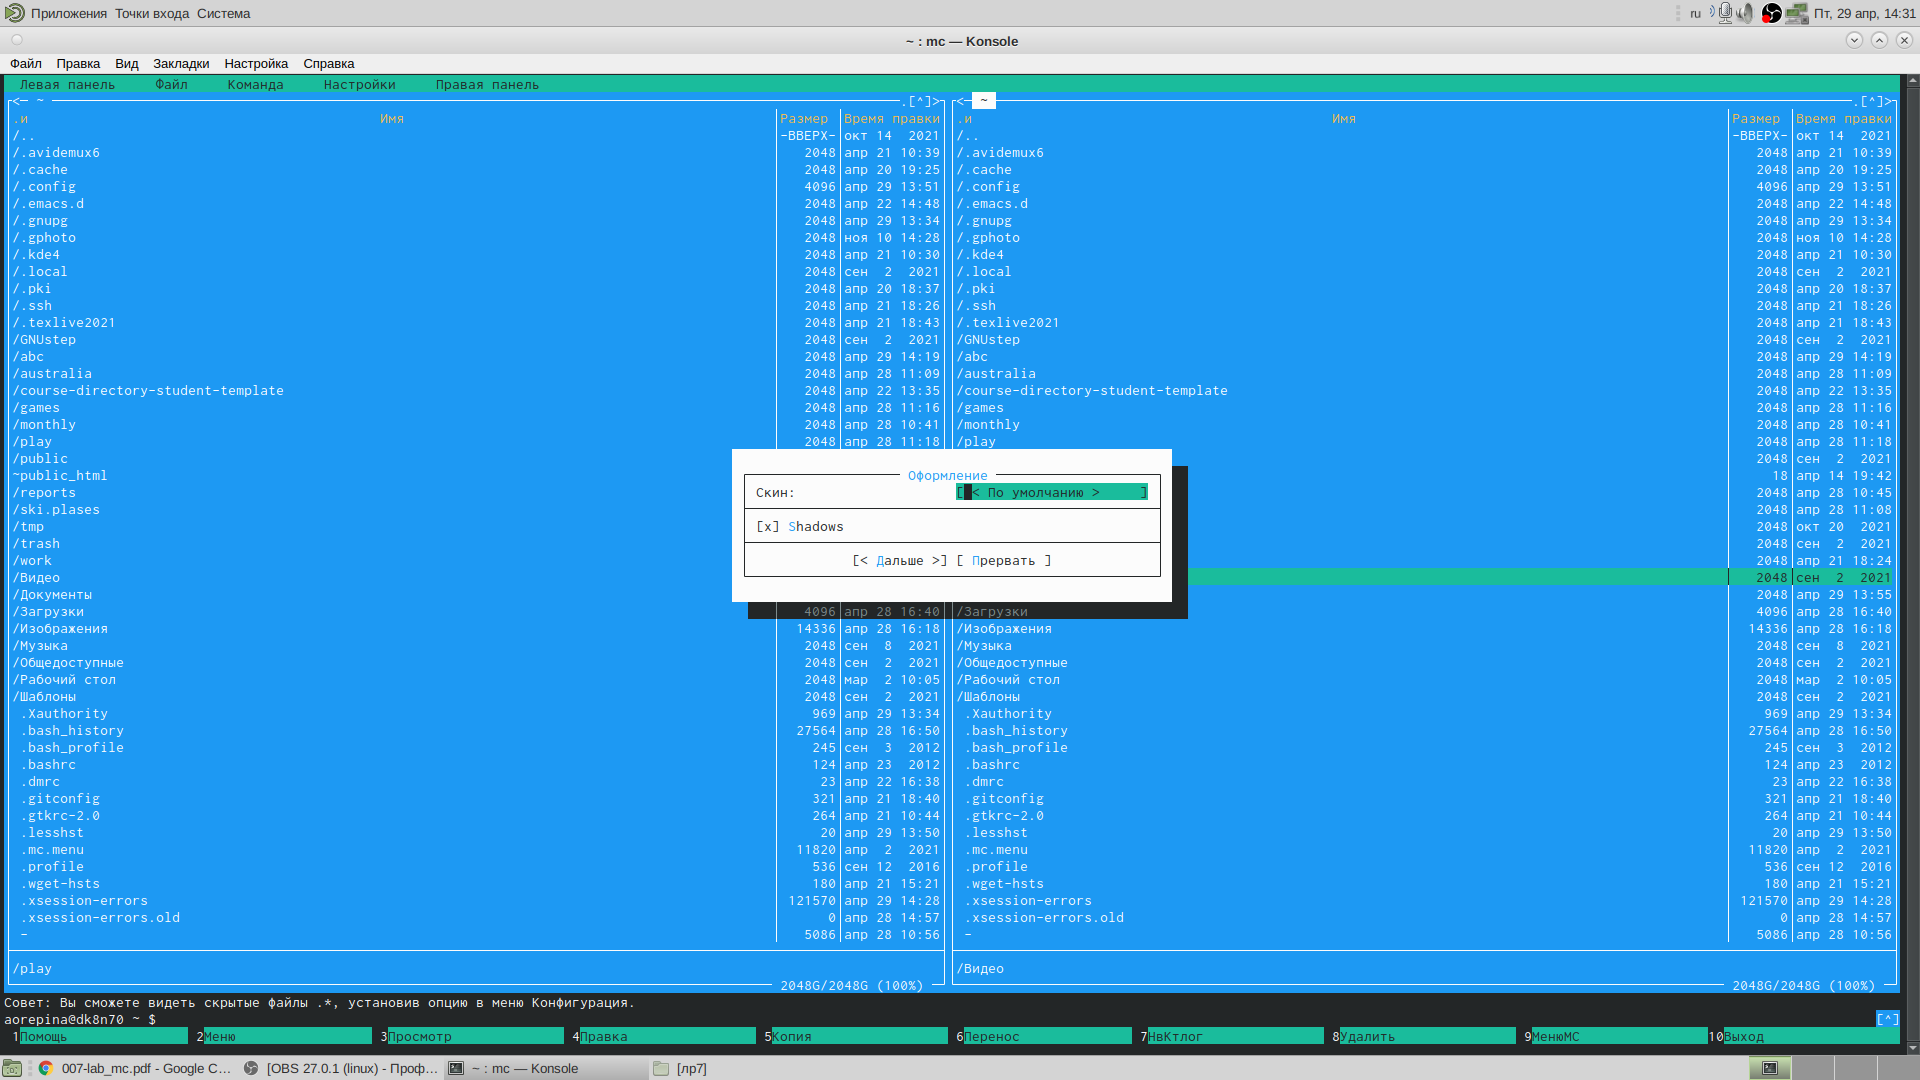 Приложения Точки входа Система
ru
Пт, 29 апр, 14:31
~ : mc — Konsole
Файл Правка Вид Закладки Настройка Справка
Левая панель Файл Команда Настройки Правая панель
<─ ~ .[^]> <─ ~ .[^]>
.и Имя Размер Время правки .и Имя Размер Время правки
/.. -ВВЕРХ- окт 14 2021 /.. -ВВЕРХ- окт 14 2021
/.avidemux6 2048 апр 21 10:39 /.avidemux6 2048 апр 21 10:39
/.cache 2048 апр 20 19:25 /.cache 2048 апр 20 19:25
/.config 4096 апр 29 13:51 /.config 4096 апр 29 13:51
/.emacs.d 2048 апр 22 14:48 /.emacs.d 2048 апр 22 14:48
/.gnupg 2048 апр 29 13:34 /.gnupg 2048 апр 29 13:34
/.gphoto 2048 ноя 10 14:28 /.gphoto 2048 ноя 10 14:28
/.kde4 2048 апр 21 10:30 /.kde4 2048 апр 21 10:30
/.local 2048 сен 2 2021 /.local 2048 сен 2 2021
/.pki 2048 апр 20 18:37 /.pki 2048 апр 20 18:37
/.ssh 2048 апр 21 18:26 /.ssh 2048 апр 21 18:26
/.texlive2021 2048 апр 21 18:43 /.texlive2021 2048 апр 21 18:43
/GNUstep 2048 сен 2 2021 /GNUstep 2048 сен 2 2021
/abc 2048 апр 29 14:19 /abc 2048 апр 29 14:19
/australia 2048 апр 28 11:09 /australia 2048 апр 28 11:09
/course-directory-student-template 2048 апр 22 13:35 /course-directory-student-template 2048 апр 22 13:35
/games 2048 апр 28 11:16 /games 2048 апр 28 11:16
/monthly 2048 апр 28 10:41 /monthly 2048 апр 28 10:41
/play 2048 апр 28 11:18 /play 2048 апр 28 11:18
/public 2048 сен 2 2021
~public_html Оформление 18 апр 14 19:42
/reports Скин: [ < По умолчанию > ] 2048 апр 28 10:45
/ski.plases 2048 апр 28 11:08
/tmp [x] Shadows 2048 окт 20 2021
/trash 2048 сен 2 2021
/work [< Дальше >] [ Прервать ] 2048 апр 21 18:24
/Видео 2048 сен 2 2021
/Документы 2048 апр 29 13:55
/Загрузки 4096 апр 28 16:40 /Загрузки 4096 апр 28 16:40
/Изображения 14336 апр 28 16:18 /Изображения 14336 апр 28 16:18
/Музыка 2048 сен 8 2021 /Музыка 2048 сен 8 2021
/Общедоступные 2048 сен 2 2021 /Общедоступные 2048 сен 2 2021
/Рабочий стол 2048 мар 2 10:05 /Рабочий стол 2048 мар 2 10:05
/Шаблоны 2048 сен 2 2021 /Шаблоны 2048 сен 2 2021
.Xauthority 969 апр 29 13:34 .Xauthority 969 апр 29 13:34
.bash_history 27564 апр 28 16:50 .bash_history 27564 апр 28 16:50
.bash_profile 245 сен 3 2012 .bash_profile 245 сен 3 2012
.bashrc 124 апр 23 2012 .bashrc 124 апр 23 2012
.dmrc 23 апр 22 16:38 .dmrc 23 апр 22 16:38
.gitconfig 321 апр 21 18:40 .gitconfig 321 апр 21 18:40
.gtkrc-2.0 264 апр 21 10:44 .gtkrc-2.0 264 апр 21 10:44
.lesshst 20 апр 29 13:50 .lesshst 20 апр 29 13:50
.mc.menu 11820 апр 2 2021 .mc.menu 11820 апр 2 2021
.profile 536 сен 12 2016 .profile 536 сен 12 2016
.wget-hsts 180 апр 21 15:21 .wget-hsts 180 апр 21 15:21
.xsession-errors 121570 апр 29 14:28 .xsession-errors 121570 апр 29 14:28
.xsession-errors.old 0 апр 28 14:57 .xsession-errors.old 0 апр 28 14:57
- 5086 апр 28 10:56 - 5086 апр 28 10:56
/play /Видео
2048G/2048G (100%) 2048G/2048G (100%)
Совет: Вы сможете видеть скрытые файлы .*, установив опцию в меню Конфигурация.
aorepina@dk8n70 ~ $ [^]
1Помощь 2Меню 3Просмотр 4Правка 5Копия 6Перенос 7НвКтлог 8Удалить 9МенюМС 10Выход
007-lab_mc.pdf - Google C... [OBS 27.0.1 (linux) - Проф... ~ : mc — Konsole [лр7]